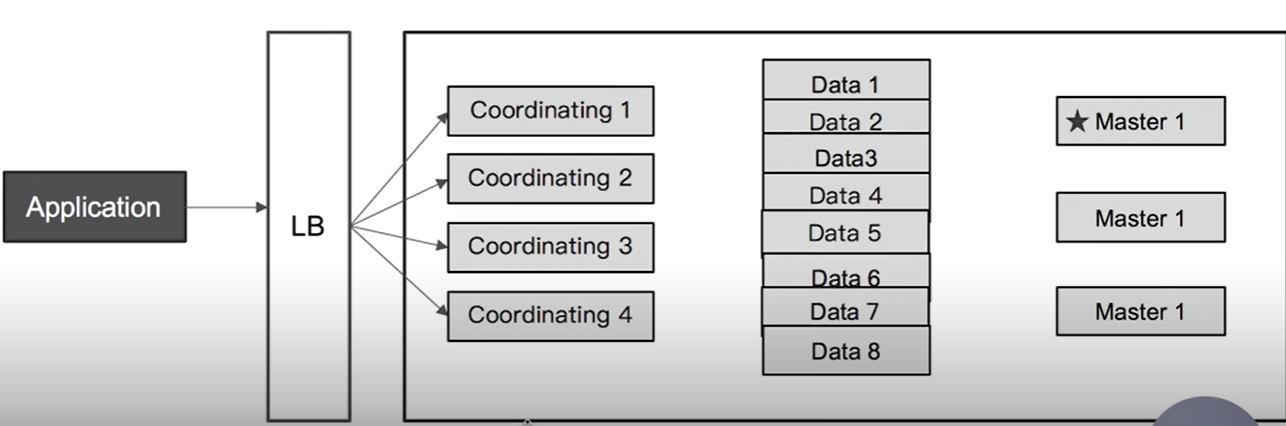 Application
LB
Coordinating 1
Coordinating 2
Coordinating 3
Coordinating 4
Data 1
Data 2
Data3
Data 4
Data 5
Data 6
Data 7
Data 8
★ Master 1
Master 1
Master 1